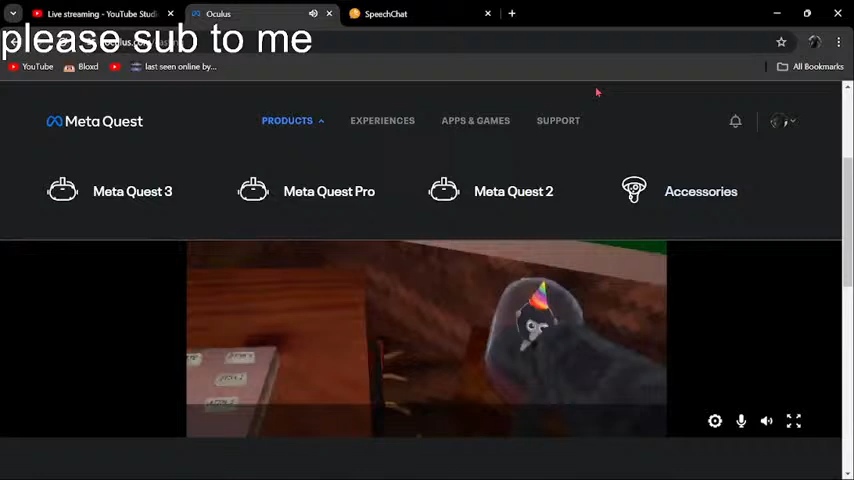 Live streaming - YouTube Studi
Oculus
SpeechChat
please sub to me
YouTube
Bloxd
last seen online by...
All Bookmarks
Meta Quest
PRODUCTS
EXPERIENCES
APPS & GAMES
SUPPORT
Meta Quest 3
Meta Quest Pro
Meta Quest 2
Accessories